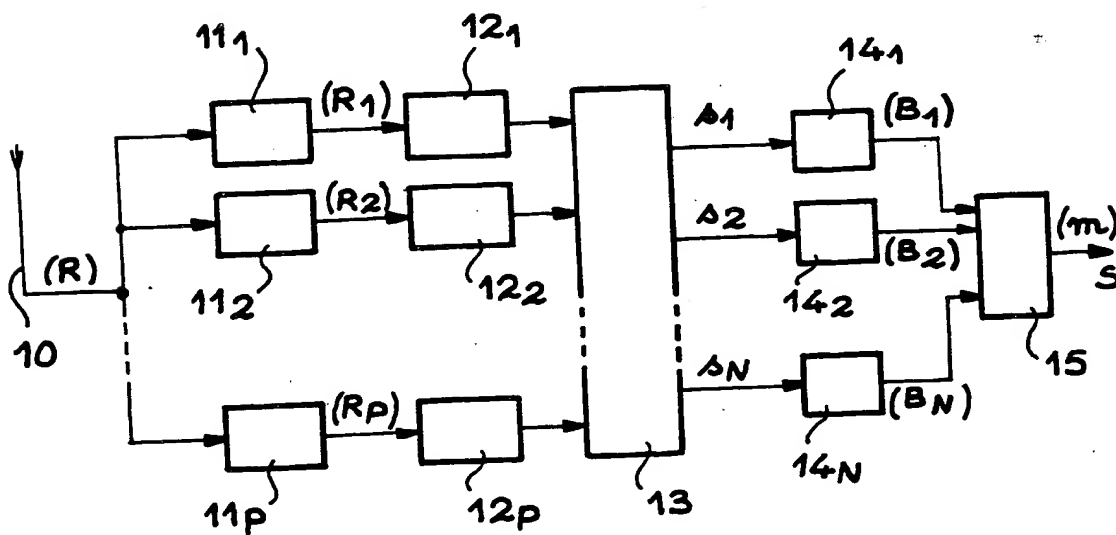 11₁ 12₁ 14₁
(R₁) s₁ (B₁)
(R₂) s₂ (m)
(R) 11₂ 12₂ 14₂ (B₂) S
10 15
(Rp) sN (BN)
11p 12p 13 14N